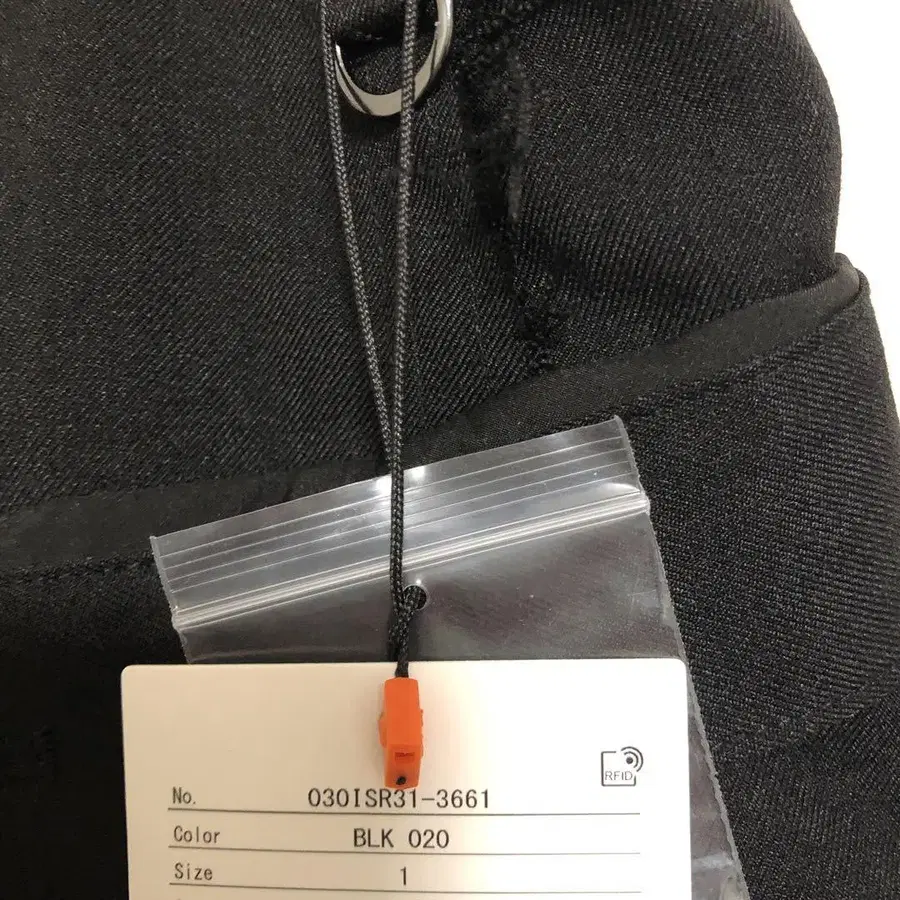 RFID
No. 030ISR31-3661
Color BLK 020
Size 1